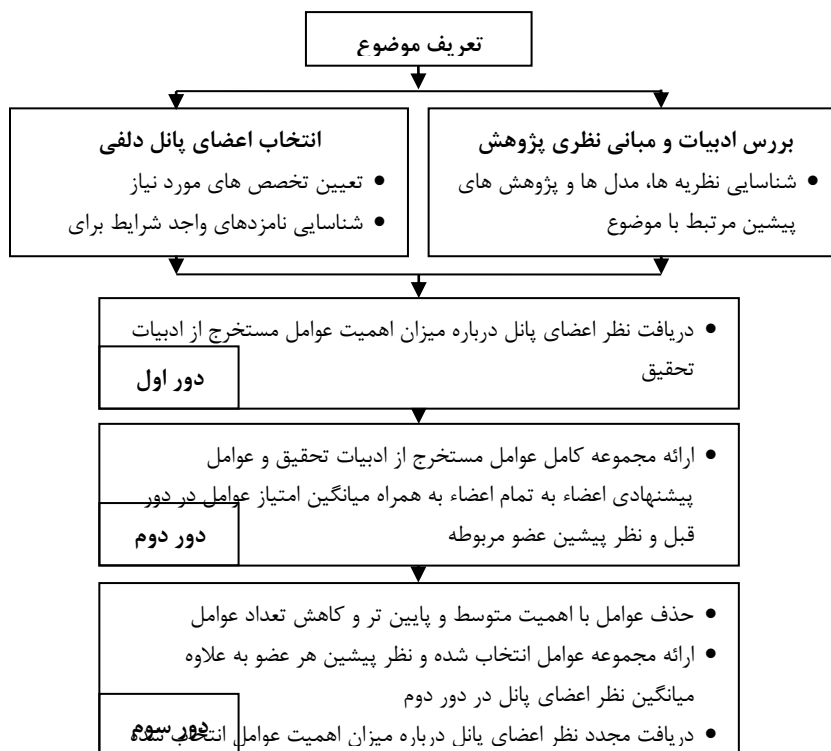 تعریف موضوع
بررس ادبیات و مبانی نظری پژوهش
شناسایی نظریه ها، مدل ها و پژوهش های
پیشین مرتبط با موضوع
انتخاب اعضای پانل دلفی
تعیین تخصص های مورد نیاز
شناسایی نامزدهای واجد شرایط برای
دریافت نظر اعضای پانل درباره میزان اهمیت عوامل مستخرج از ادبیات
تحقیق
دور اول
ارائه مجموعه کامل عوامل مستخرج از ادبیات تحقیق و عوامل
پیشنهادی اعضاء به تمام اعضاء به همراه میانگین امتیاز عوامل در دور
قبل و نظر پیشین عضو مربوطه
دور دوم
حذف عوامل با اهمیت متوسط و پایین تر و کاهش تعداد عوامل
ارائه مجموعه عوامل انتخاب شده و نظر پیشین هر عضو به علاوه
میانگین نظر اعضای پانل در دور دوم
دریافت مجدد نظر اعضای پانل درباره میزان اهمیت عوامل انتخاب شده
دور سوم